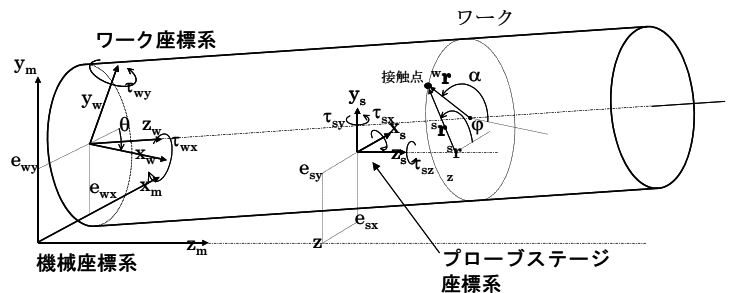 ワーク
ワーク座標系
y_m
τ_wy
接触点
^w r
α
y_w
y_s
τ_sy
τ_sx
x_s
θ
z_w
τ_wx
^s r
φ
x_w
z_s
τ_sz
^s r_z
e_wy
e_sy
e_wx
x_m
e_sx
z
z_m
機械座標系
プローブステージ
座標系